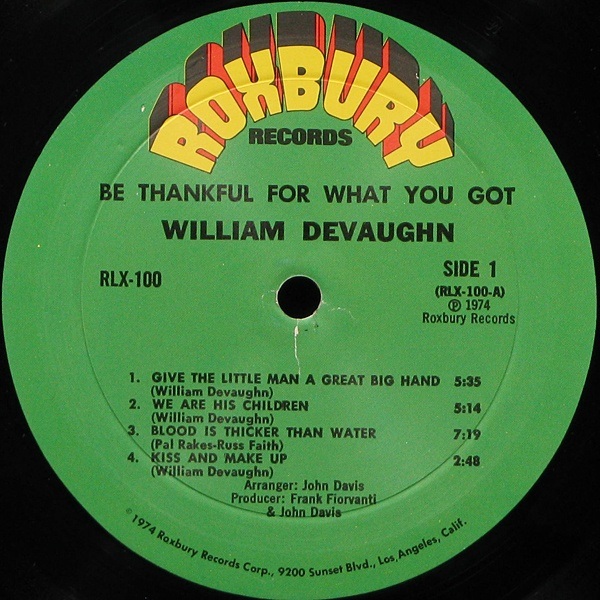 ROXBURY
RECORDS
BE THANKFUL FOR WHAT YOU GOT
WILLIAM DEVAUGHN
RLX-100
SIDE 1
(RLX-100-A)
℗ 1974
Roxbury Records
1. GIVE THE LITTLE MAN A GREAT BIG HAND 5:35
(William Devaughn)
2. WE ARE HIS CHILDREN 5:14
(William Devaughn)
3. BLOOD IS THICKER THAN WATER 7:19
(Pal Rakes-Russ Faith)
4. KISS AND MAKE UP 2:48
(William Devaughn)
Arranger: John Davis
Producer: Frank Fiorvanti
& John Davis
©1974 Roxbury Records Corp., 9200 Sunset Blvd., Los Angeles, Calif.